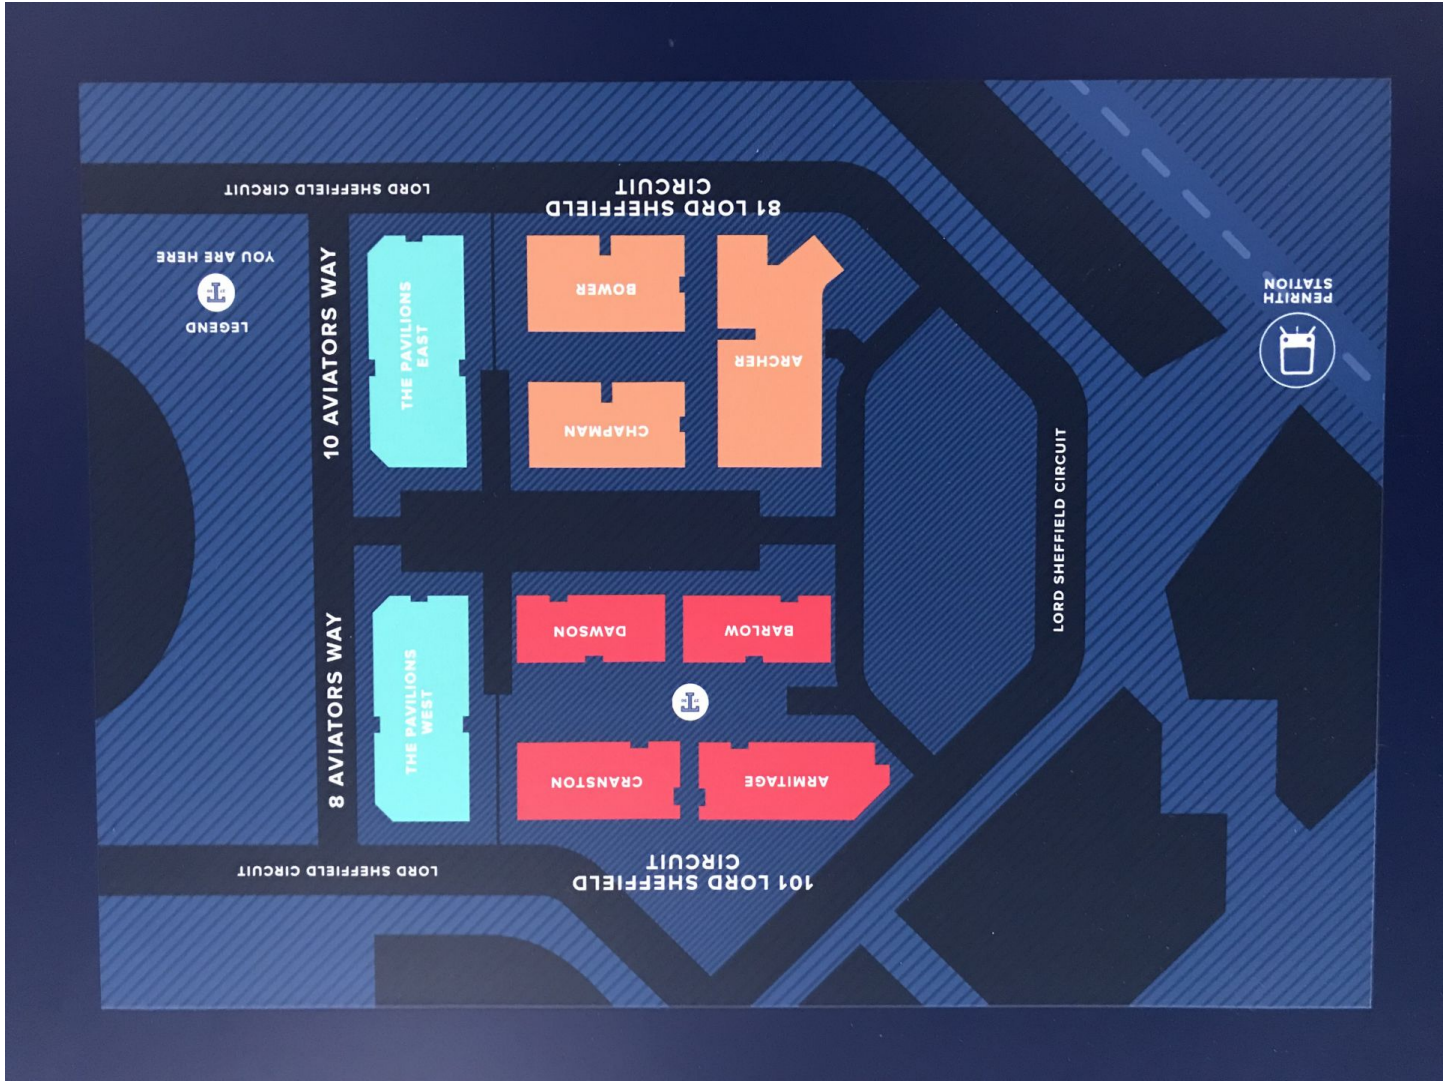 101 LORD SHEFFIELD
CIRCUIT
LORD SHEFFIELD CIRCUIT
ARMITAGE
CRANSTON
THE PAVILIONS
WEST
8 AVIATORS WAY
BARLOW
DAWSON
LORD SHEFFIELD CIRCUIT
CHAPMAN
ARCHER
THE PAVILIONS
EAST
10 AVIATORS WAY
PENRITH
STATION
BOWER
LEGEND
YOU ARE HERE
81 LORD SHEFFIELD
CIRCUIT
LORD SHEFFIELD CIRCUIT